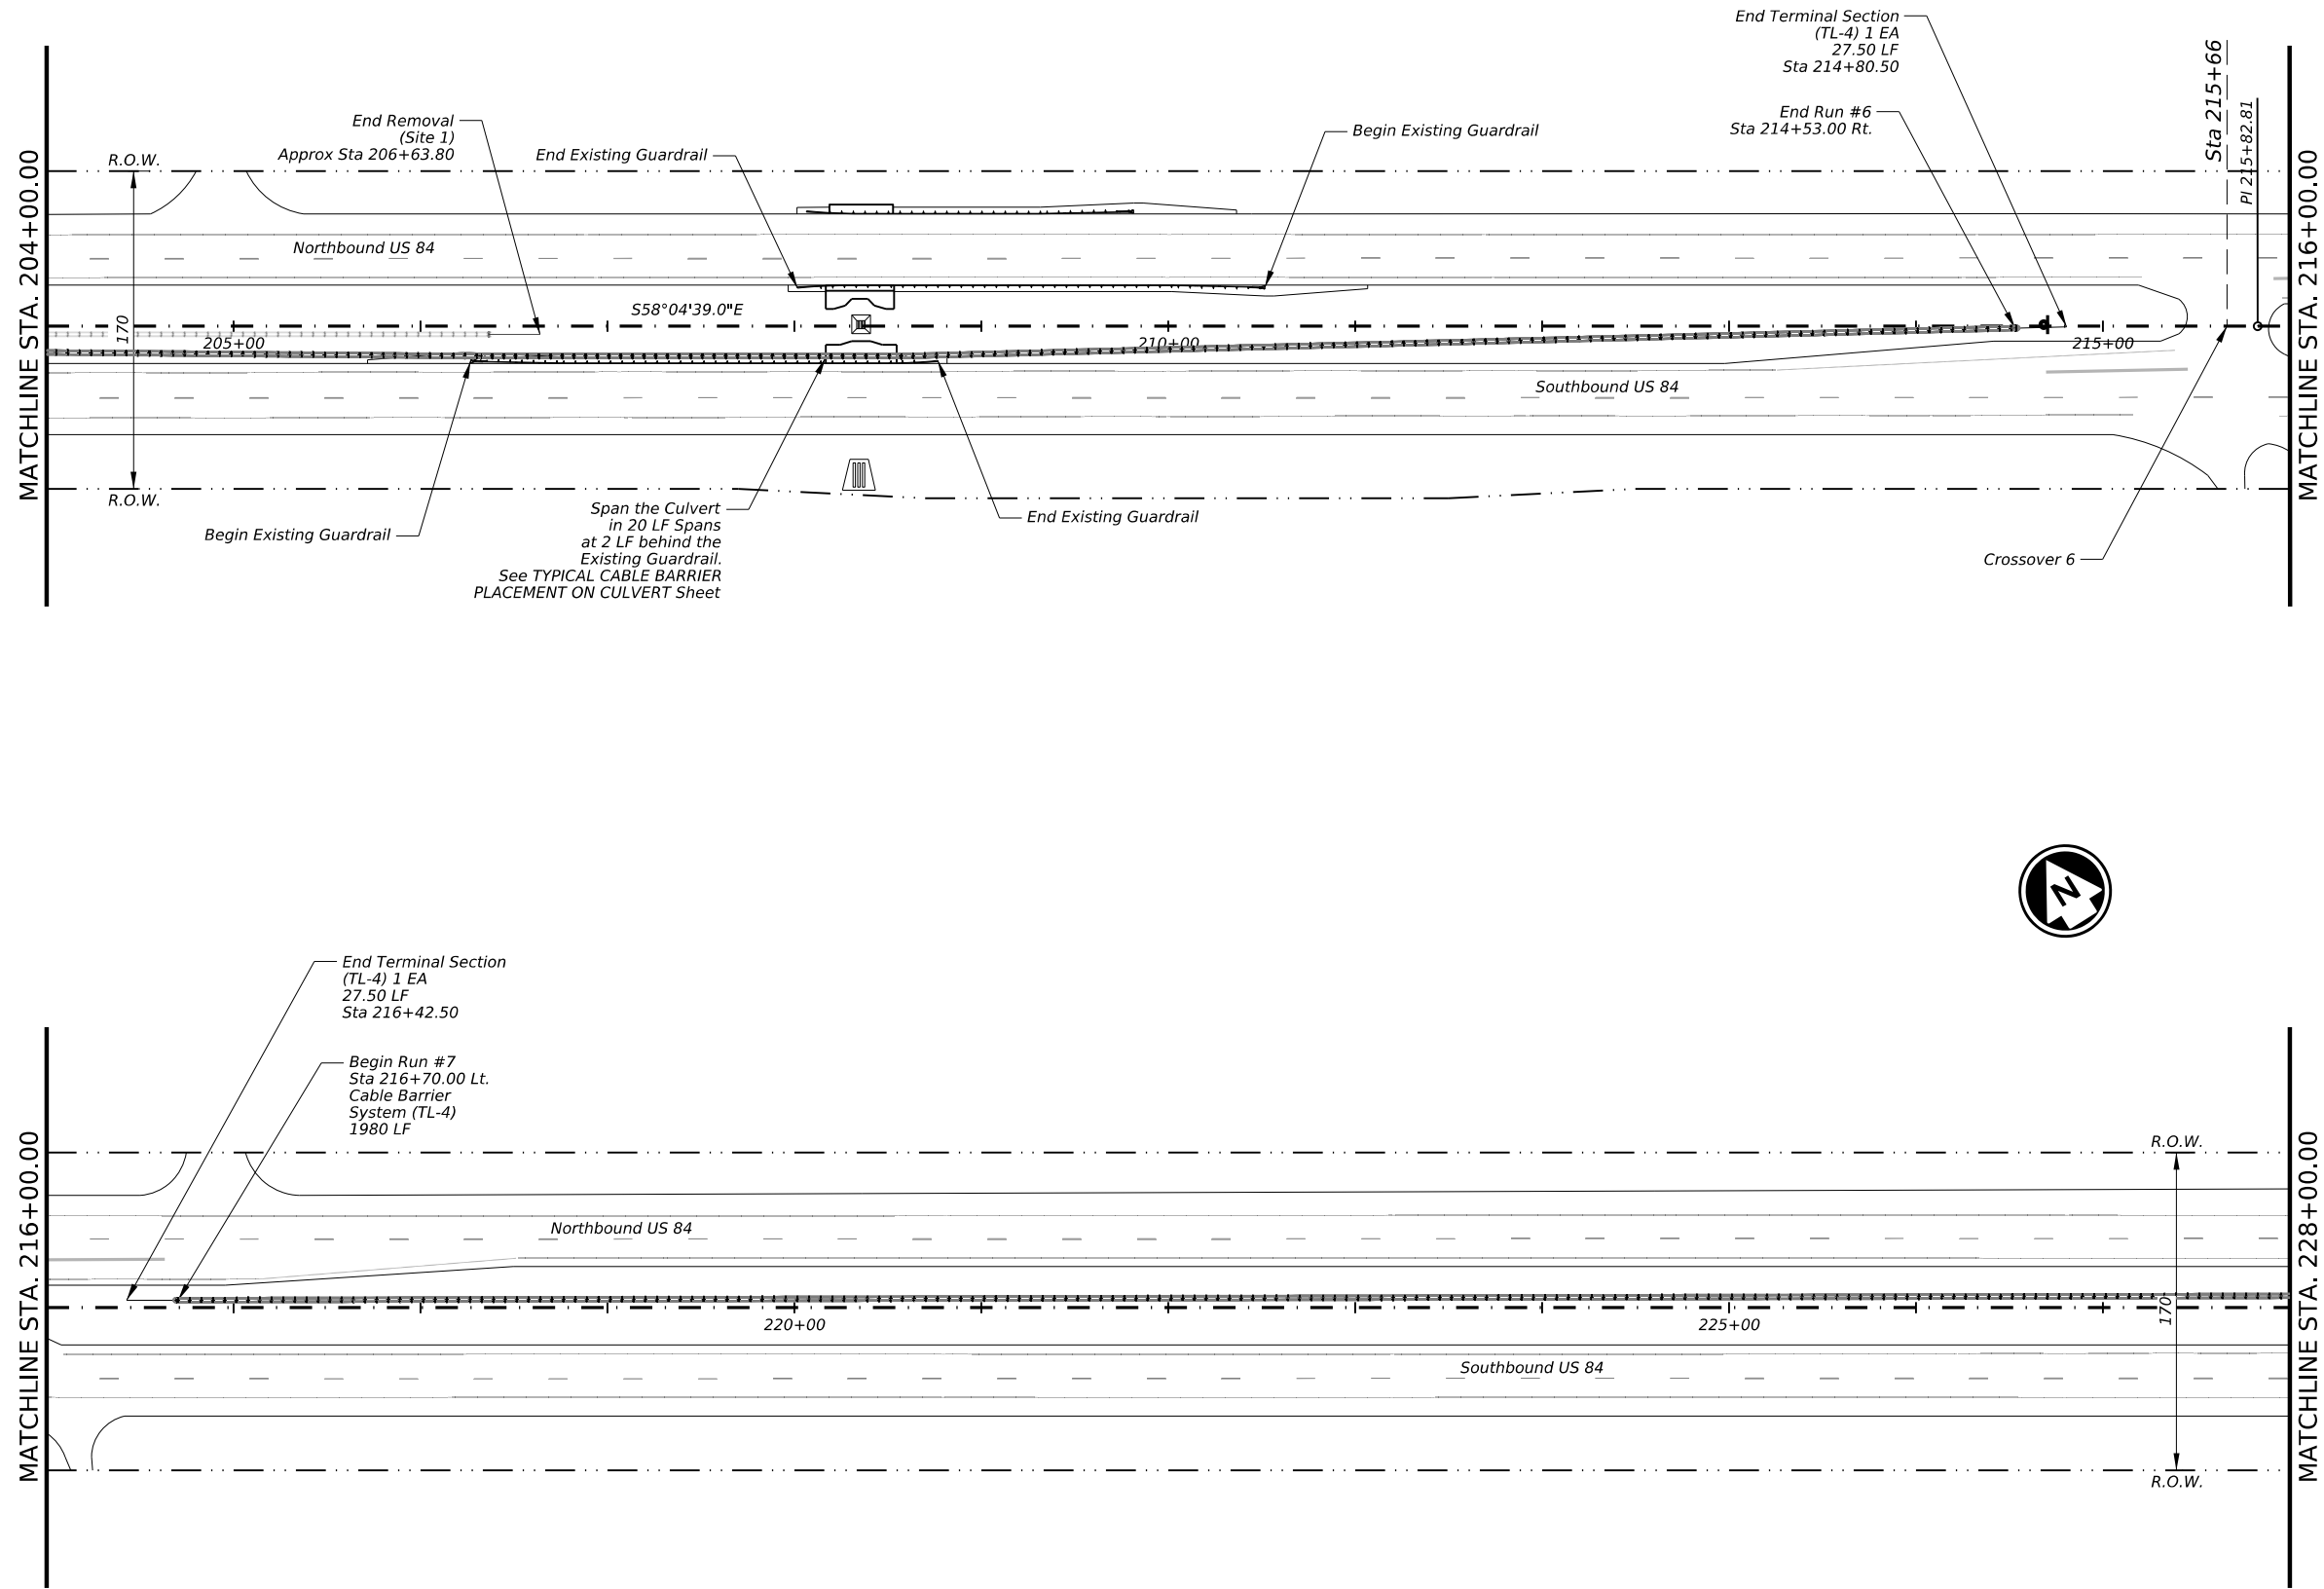 End Terminal Section
(TL-4) 1 EA
27.50 LF
Sta 214+80.50
End Run #6
Sta 214+53.00 Rt.
Sta 215+66
PI 215+82.81
End Removal
(Site 1)
Approx Sta 206+63.80
End Existing Guardrail
Begin Existing Guardrail
MATCHLINE STA. 204+00.00
R.O.W.
Northbound US 84
170
S58°04'39.0"E
205+00
210+00
215+00
Southbound US 84
R.O.W.
MATCHLINE STA. 216+00.00
Begin Existing Guardrail
Span the Culvert
in 20 LF Spans
at 2 LF behind the
Existing Guardrail.
See TYPICAL CABLE BARRIER
PLACEMENT ON CULVERT Sheet
End Existing Guardrail
Crossover 6
N
End Terminal Section
(TL-4) 1 EA
27.50 LF
Sta 216+42.50
Begin Run #7
Sta 216+70.00 Lt.
Cable Barrier
System (TL-4)
1980 LF
MATCHLINE STA. 216+00.00
R.O.W.
Northbound US 84
220+00
225+00
170
Southbound US 84
R.O.W.
MATCHLINE STA. 228+00.00